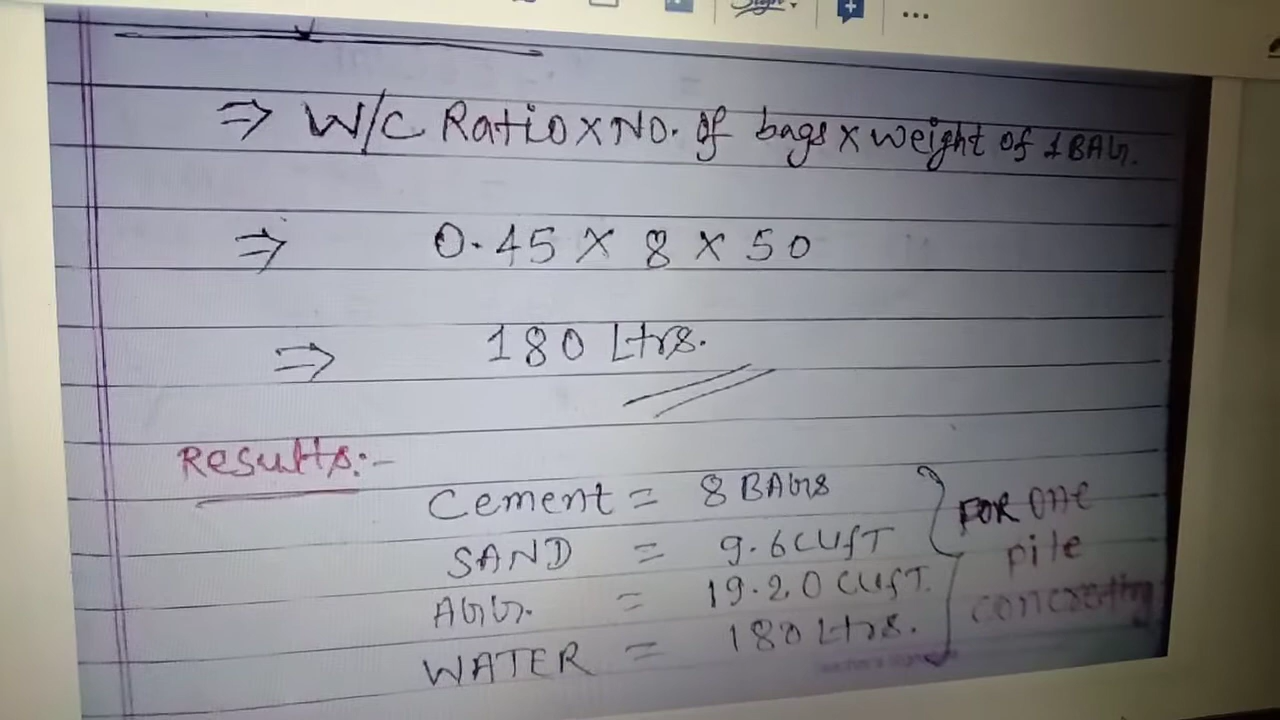 ⇒ W/C Ratio × No. of bags × weight of 1 BAG.
⇒ 0.45 × 8 × 50
⇒ 180 Ltrs.
Results:-
Cement = 8 BAGS
SAND = 9.6 CUFT
AGG. = 19.20 CUFT.
WATER = 180 Ltrs.
FOR one
pile
concreting